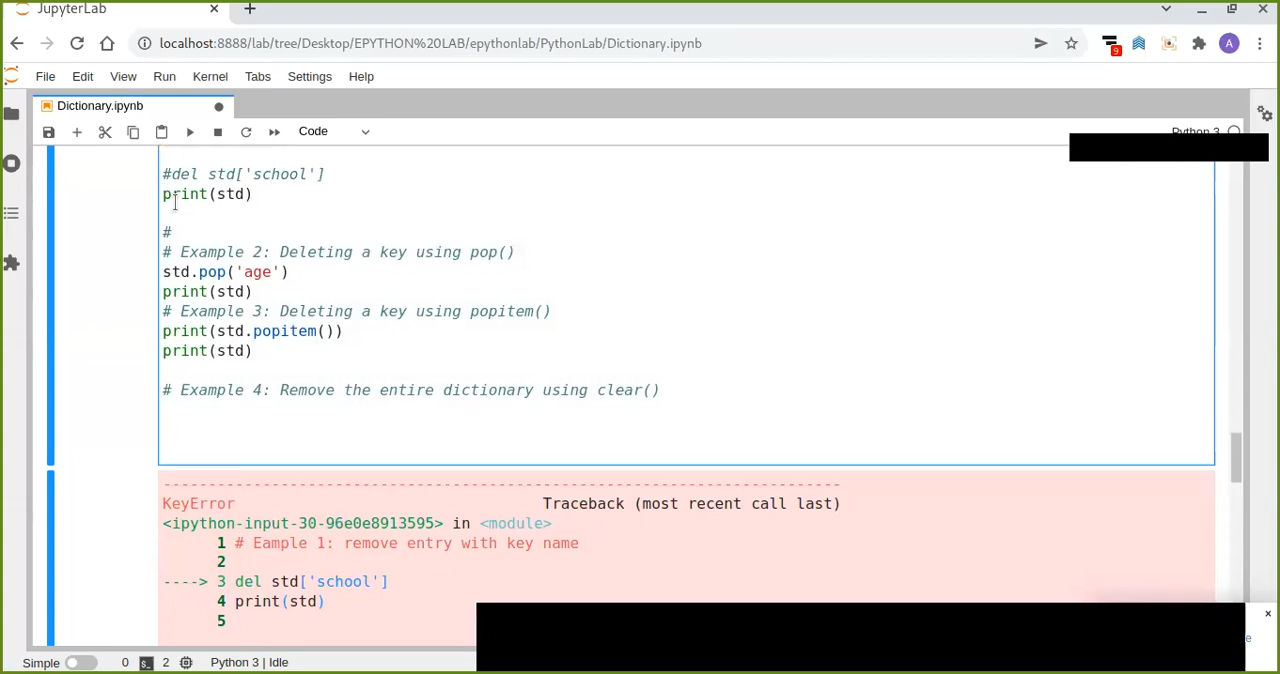 JupyterLab
localhost:8888/lab/tree/Desktop/EPYTHON%20LAB/epythonlab/PythonLab/Dictionary.ipynb
9
A
File Edit View Run Kernel Tabs Settings Help
Dictionary.ipynb
Code
Python 3
#del std['school']
print(std)
#
# Example 2: Deleting a key using pop()
std.pop('age')
print(std)
# Example 3: Deleting a key using popitem()
print(std.popitem())
print(std)
# Example 4: Remove the entire dictionary using clear()
---------------------------------------------------------------------------
KeyError Traceback (most recent call last)
<ipython-input-30-96e0e8913595> in <module>
1 # Eample 1: remove entry with key name
2
----> 3 del std['school']
4 print(std)
5
Simple 0 2 Python 3 | Idle